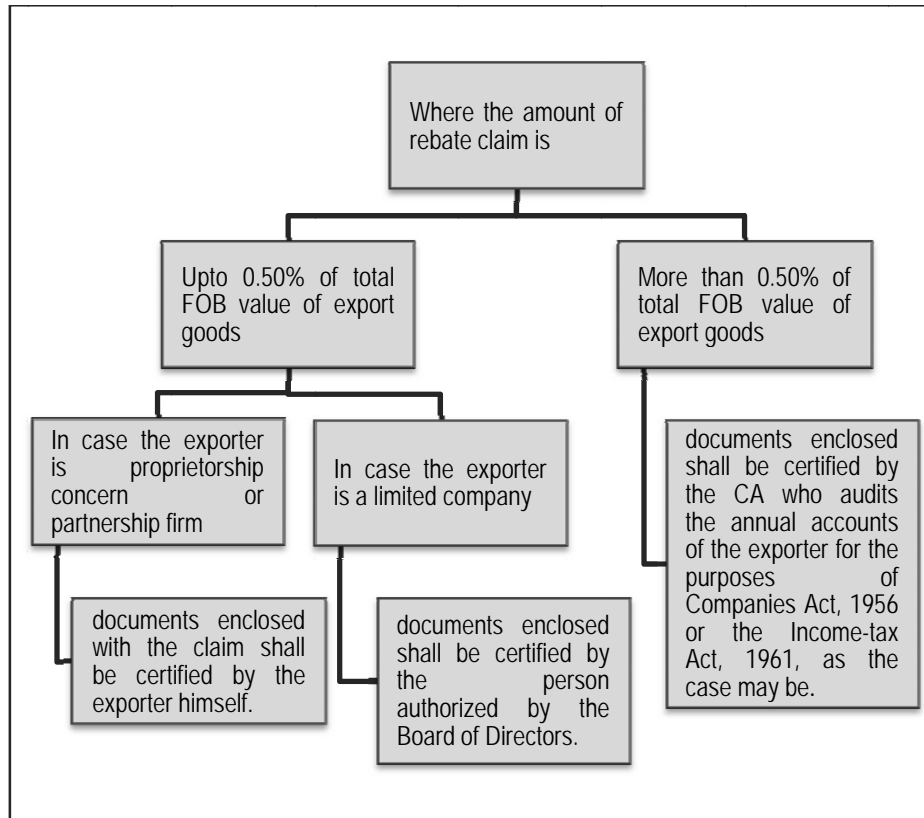 Where the amount of
rebate claim is
Upto 0.50% of total
FOB value of export
goods
More than 0.50% of
total FOB value of
export goods
In case the exporter
is proprietorship
concern or
partnership firm
In case the exporter
is a limited company
documents enclosed
shall be certified by
the CA who audits
the annual accounts
of the exporter for the
purposes of
Companies Act, 1956
or the Income-tax
Act, 1961, as the
case may be.
documents enclosed
with the claim shall
be certified by the
exporter himself.
documents enclosed
shall be certified by
the person
authorized by the
Board of Directors.